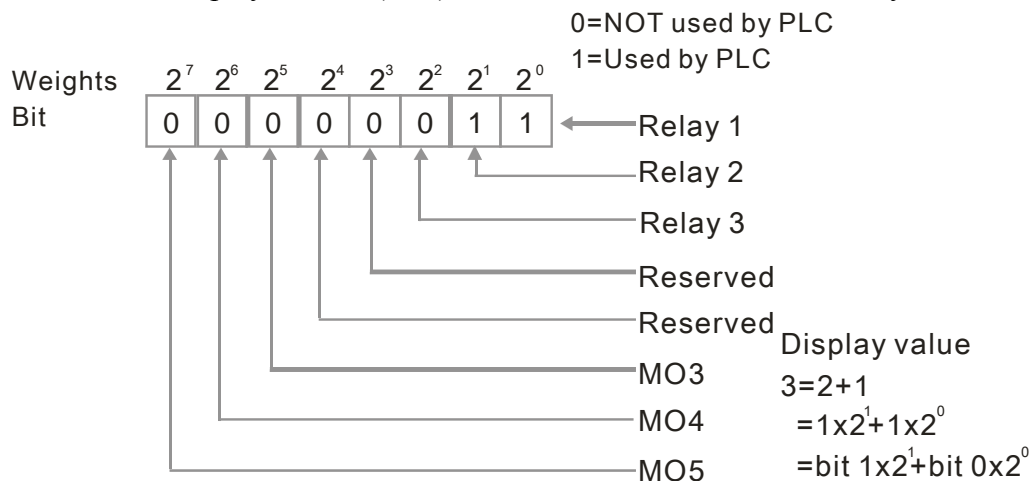 0=NOT used by PLC
1=Used by PLC
Weights 2⁷ 2⁶ 2⁵ 2⁴ 2³ 2² 2¹ 2⁰
Bit 0 0 0 0 0 0 1 1
Relay 1
Relay 2
Relay 3
Reserved
Reserved
MO3
MO4
MO5
Display value
3=2+1
=1x2¹+1x2⁰
=bit 1x2¹+bit 0x2⁰